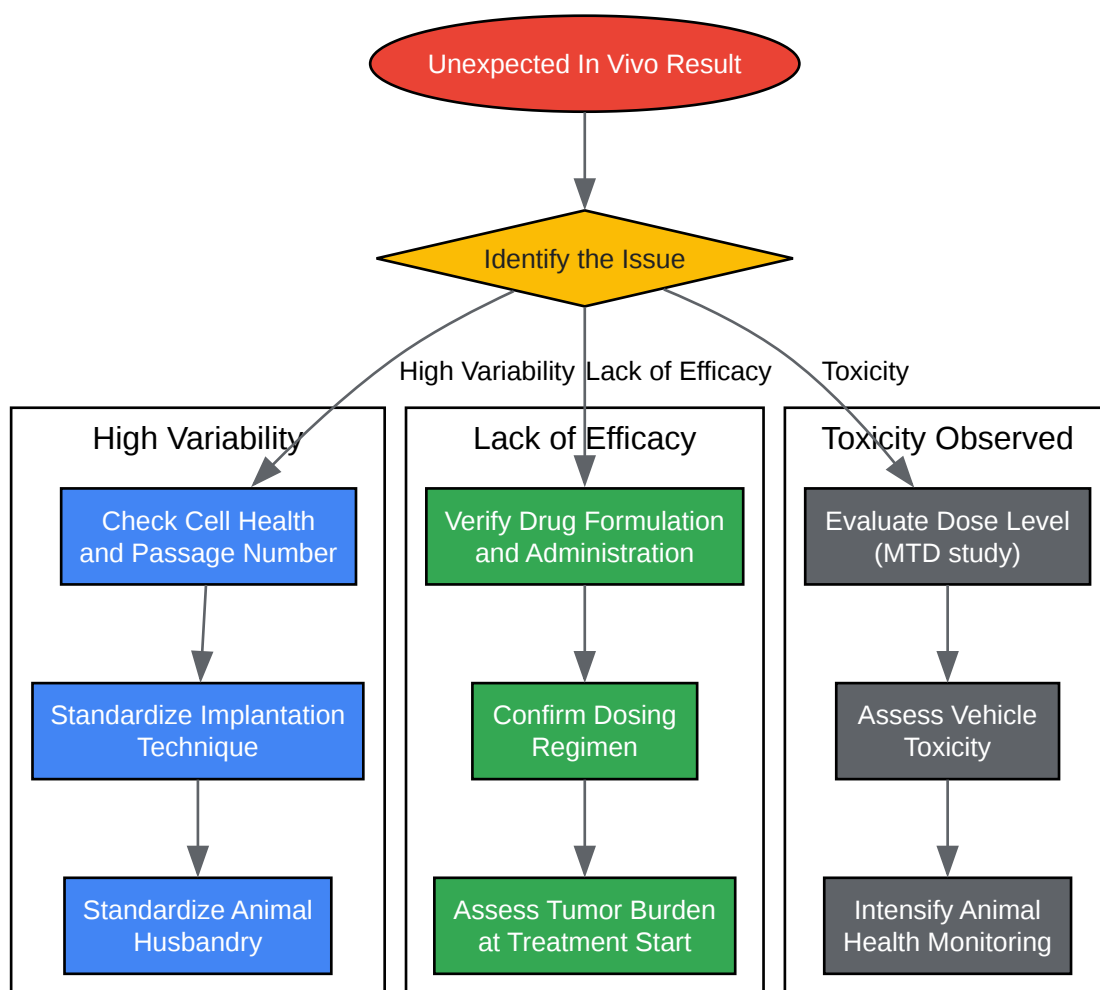 Unexpected In Vivo Result
Identify the Issue
High Variability
Lack of Efficacy
Toxicity
High Variability
Check Cell Health
and Passage Number
Standardize Implantation
Technique
Standardize Animal
Husbandry
Lack of Efficacy
Verify Drug Formulation
and Administration
Confirm Dosing
Regimen
Assess Tumor Burden
at Treatment Start
Toxicity Observed
Evaluate Dose Level
(MTD study)
Assess Vehicle
Toxicity
Intensify Animal
Health Monitoring